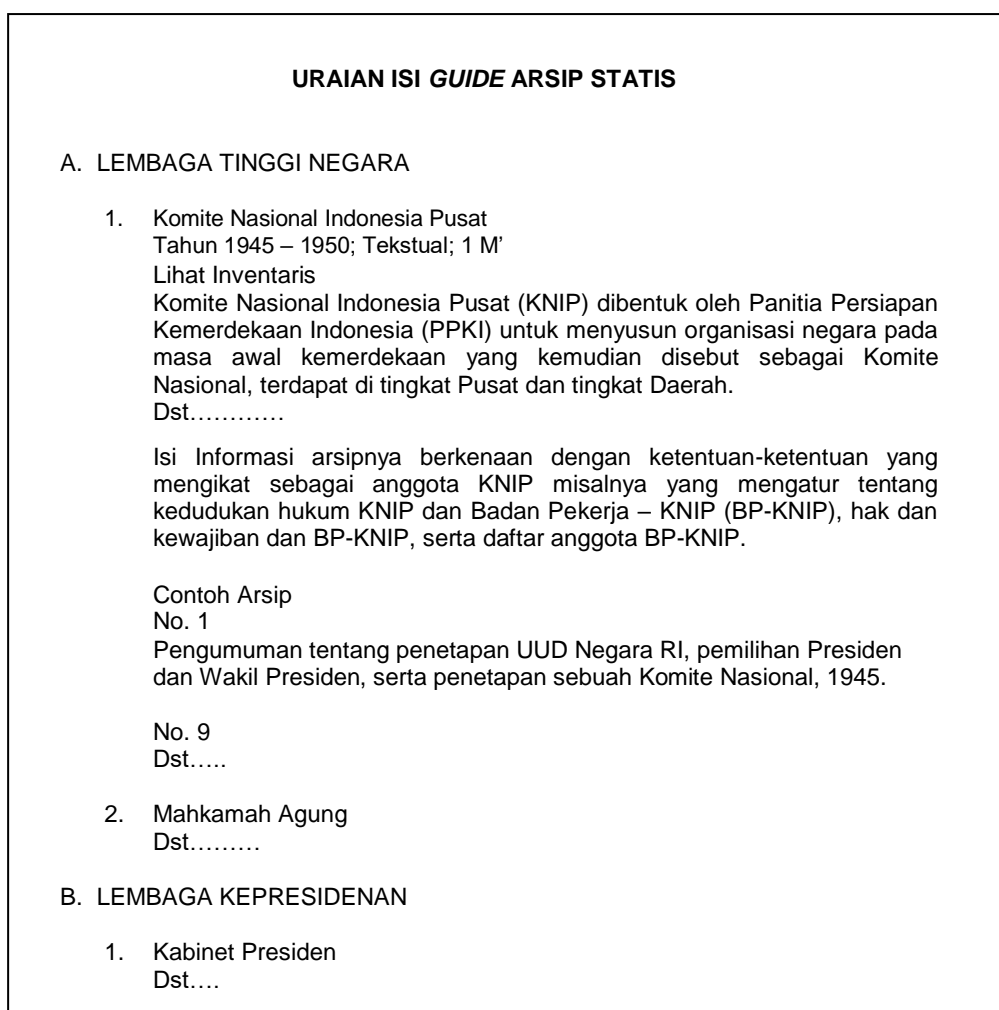 URAIAN ISI GUIDE ARSIP STATIS
A. LEMBAGA TINGGI NEGARA
1. Komite Nasional Indonesia Pusat
Tahun 1945 – 1950; Tekstual; 1 M’
Lihat Inventaris
Komite Nasional Indonesia Pusat (KNIP) dibentuk oleh Panitia Persiapan
Kemerdekaan Indonesia (PPKI) untuk menyusun organisasi negara pada
masa awal kemerdekaan yang kemudian disebut sebagai Komite
Nasional, terdapat di tingkat Pusat dan tingkat Daerah.
Dst…………
Isi Informasi arsipnya berkenaan dengan ketentuan-ketentuan yang
mengikat sebagai anggota KNIP misalnya yang mengatur tentang
kedudukan hukum KNIP dan Badan Pekerja – KNIP (BP-KNIP), hak dan
kewajiban dan BP-KNIP, serta daftar anggota BP-KNIP.
Contoh Arsip
No. 1
Pengumuman tentang penetapan UUD Negara RI, pemilihan Presiden
dan Wakil Presiden, serta penetapan sebuah Komite Nasional, 1945.
No. 9
Dst…..
2. Mahkamah Agung
Dst………
B. LEMBAGA KEPRESIDENAN
1. Kabinet Presiden
Dst….